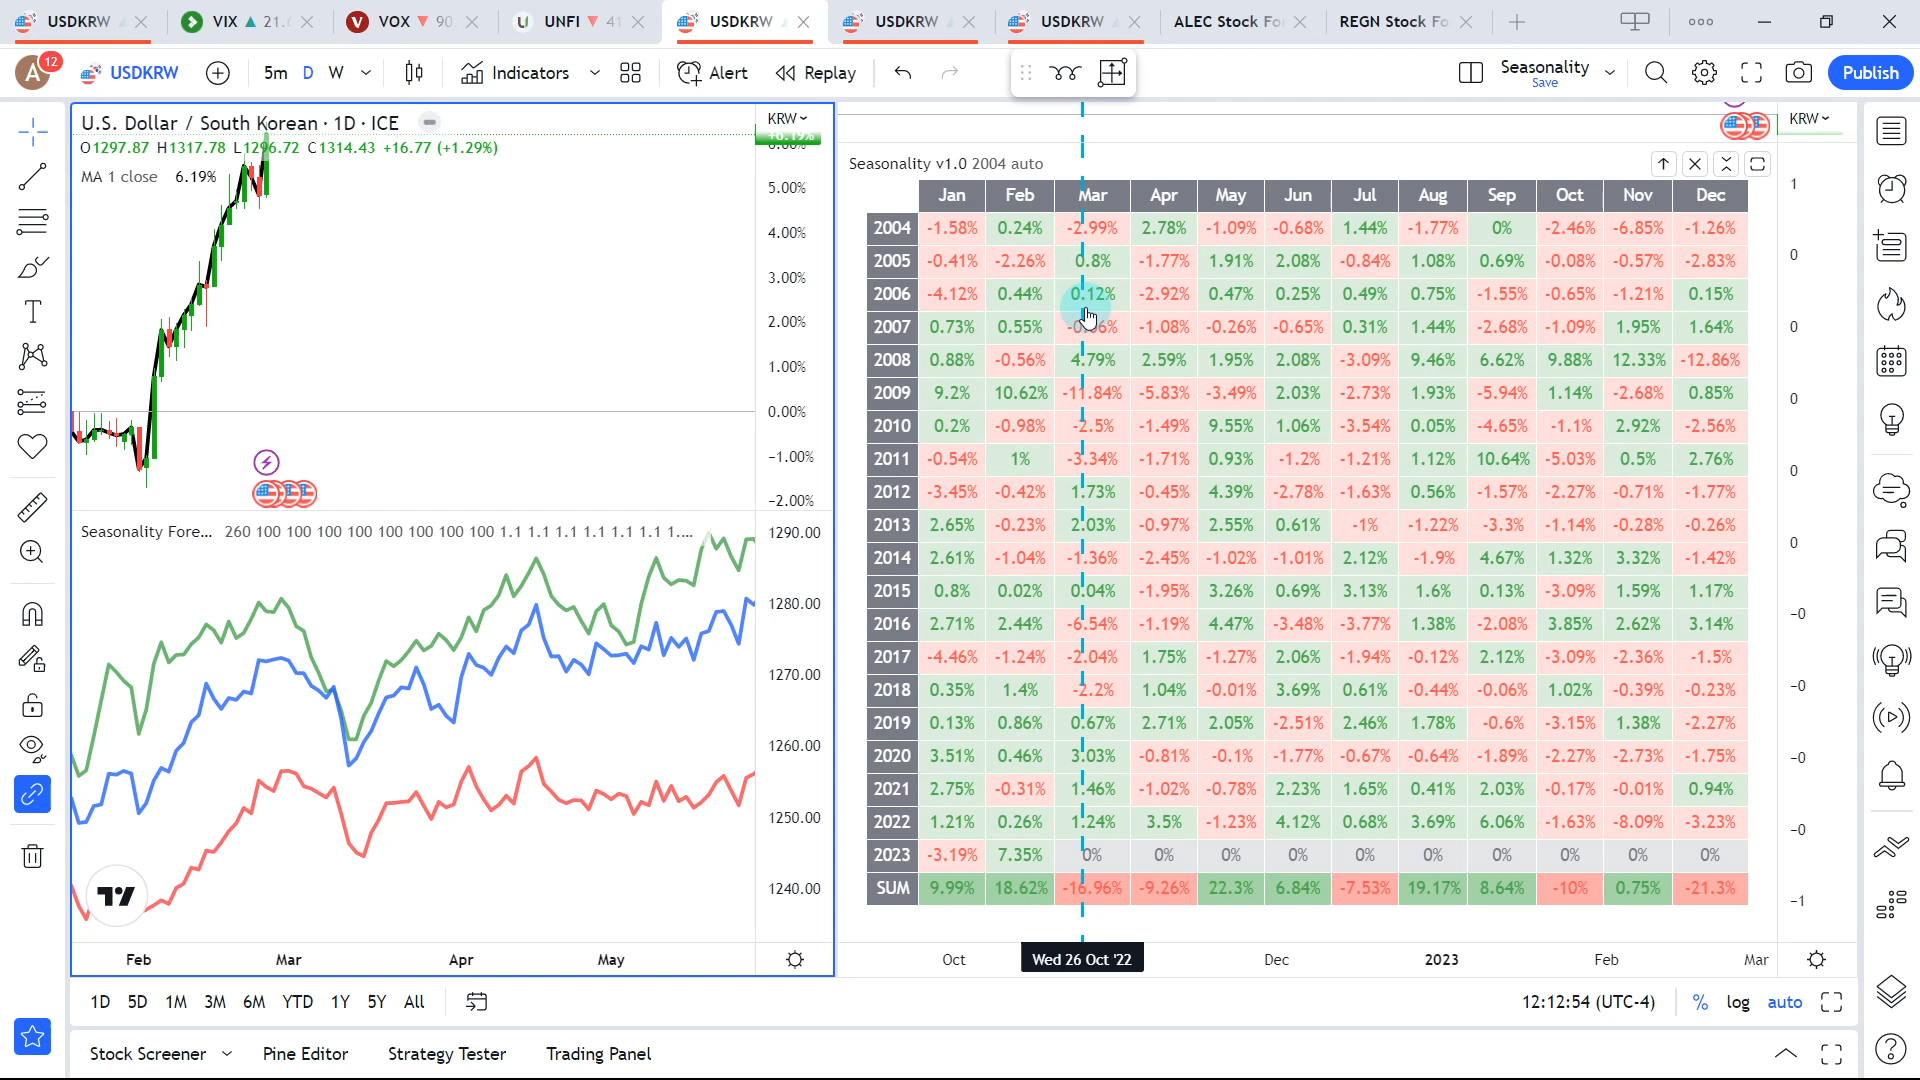 USDKRW
VIX ▲ 21.
VOX ▼ 90
UNFI ▼ 41
USDKRW
USDKRW
USDKRW
ALEC Stock Fo
REGN Stock Fo
A 12
USDKRW
5m D W
Indicators
Alert
Replay
Seasonality
Save
Publish
U.S. Dollar / South Korean · 1D · ICE
O1297.87 H1317.78 L1296.72 C1314.43 +16.77 (+1.29%)
MA 1 close 6.19%
KRW
+6.19%
6.00%
5.00%
4.00%
3.00%
2.00%
1.00%
0.00%
-1.00%
-2.00%
Seasonality Fore... 260 100 100 100 100 100 100 100 100 1.1 1.1 1.1 1.1 1.1 1.1 1....
1290.00
1280.00
1270.00
1260.00
1250.00
1240.00
Feb Mar Apr May
KRW
Seasonality v1.0 2004 auto
Jan Feb Mar Apr May Jun Jul Aug Sep Oct Nov Dec
2004 -1.58% 0.24% -2.99% 2.78% -1.09% -0.68% 1.44% -1.77% 0% -2.46% -6.85% -1.26%
2005 -0.41% -2.26% 0.8% -1.77% 1.91% 2.08% -0.84% 1.08% 0.69% -0.08% -0.57% -2.83%
2006 -4.12% 0.44% 0.12% -2.92% 0.47% 0.25% 0.49% 0.75% -1.55% -0.65% -1.21% 0.15%
2007 0.73% 0.55% -1.08% -0.26% -0.65% 0.31% 1.44% -2.68% -1.09% 1.95% 1.64%
2008 0.88% -0.56% 4.79% 2.59% 1.95% 2.08% -3.09% 9.46% 6.62% 9.88% 12.33% -12.86%
2009 9.2% 10.62% -11.84% -5.83% -3.49% 2.03% -2.73% 1.93% -5.94% 1.14% -2.68% 0.85%
2010 0.2% -0.98% -2.5% -1.49% 9.55% 1.06% -3.54% 0.05% -4.65% -1.1% 2.92% -2.56%
2011 -0.54% 1% -3.34% -1.71% 0.93% -1.2% -1.21% 1.12% 10.64% -5.03% 0.5% 2.76%
2012 -3.45% -0.42% 1.73% -0.45% 4.39% -2.78% -1.63% 0.56% -1.57% -2.27% -0.71% -1.77%
2013 2.65% -0.23% 2.03% -0.97% 2.55% 0.61% -1% -1.22% -3.3% -1.14% -0.28% -0.26%
2014 2.61% -1.04% -1.36% -2.45% -1.02% -1.01% 2.12% -1.9% 4.67% 1.32% 3.32% -1.42%
2015 0.8% 0.02% 0.04% -1.95% 3.26% 0.69% 3.13% 1.6% 0.13% -3.09% 1.59% 1.17%
2016 2.71% 2.44% -6.54% -1.19% 4.47% -3.48% -3.77% 1.38% -2.08% 3.85% 2.62% 3.14%
2017 -4.46% -1.24% -2.04% 1.75% -1.27% 2.06% -1.94% -0.12% 2.12% -3.09% -2.36% -1.5%
2018 0.35% 1.4% -2.2% 1.04% -0.01% 3.69% 0.61% -0.44% -0.06% 1.02% -0.39% -0.23%
2019 0.13% 0.86% 0.67% 2.71% 2.05% -2.51% 2.46% 1.78% -0.6% -3.15% 1.38% -2.27%
2020 3.51% 0.46% 3.03% -0.81% -0.1% -1.77% -0.67% -0.64% -1.89% -2.27% -2.73% -1.75%
2021 2.75% -0.31% 1.46% -1.02% -0.78% 2.23% 1.65% 0.41% 2.03% -0.17% -0.01% 0.94%
2022 1.21% 0.26% 1.24% 3.5% -1.23% 4.12% 0.68% 3.69% 6.06% -1.63% -8.09% -3.23%
2023 -3.19% 7.35% 0% 0% 0% 0% 0% 0% 0% 0% 0% 0%
SUM 9.99% 18.62% -16.96% -9.26% 22.3% 6.84% -7.53% 19.17% 8.64% -10% 0.75% -21.3%
1
0
0
0
0
0
-0
-0
-0
-0
-1
Oct Wed 26 Oct '22 Dec 2023 Feb Mar
1D 5D 1M 3M 6M YTD 1Y 5Y All
12:12:54 (UTC-4) % log auto
Stock Screener Pine Editor Strategy Tester Trading Panel